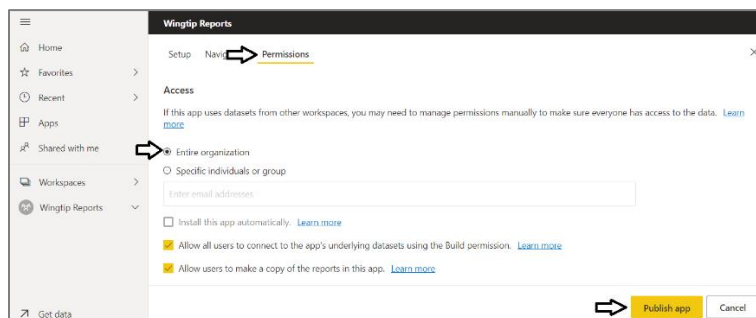 Wingtip Reports
Home
Favorites
Recent
Apps
Shared with me
Workspaces
Wingtip Reports
Get data
Setup Navig Permissions
Access
If this app uses datasets from other workspaces, you may need to manage permissions manually to make sure everyone has access to the data. Learn
more
Entire organization
Specific individuals or group
Enter email addresses
Install this app automatically. Learn more
Allow all users to connect to the app's underlying datasets using the Build permission. Learn more
Allow users to make a copy of the reports in this app. Learn more
Publish app Cancel